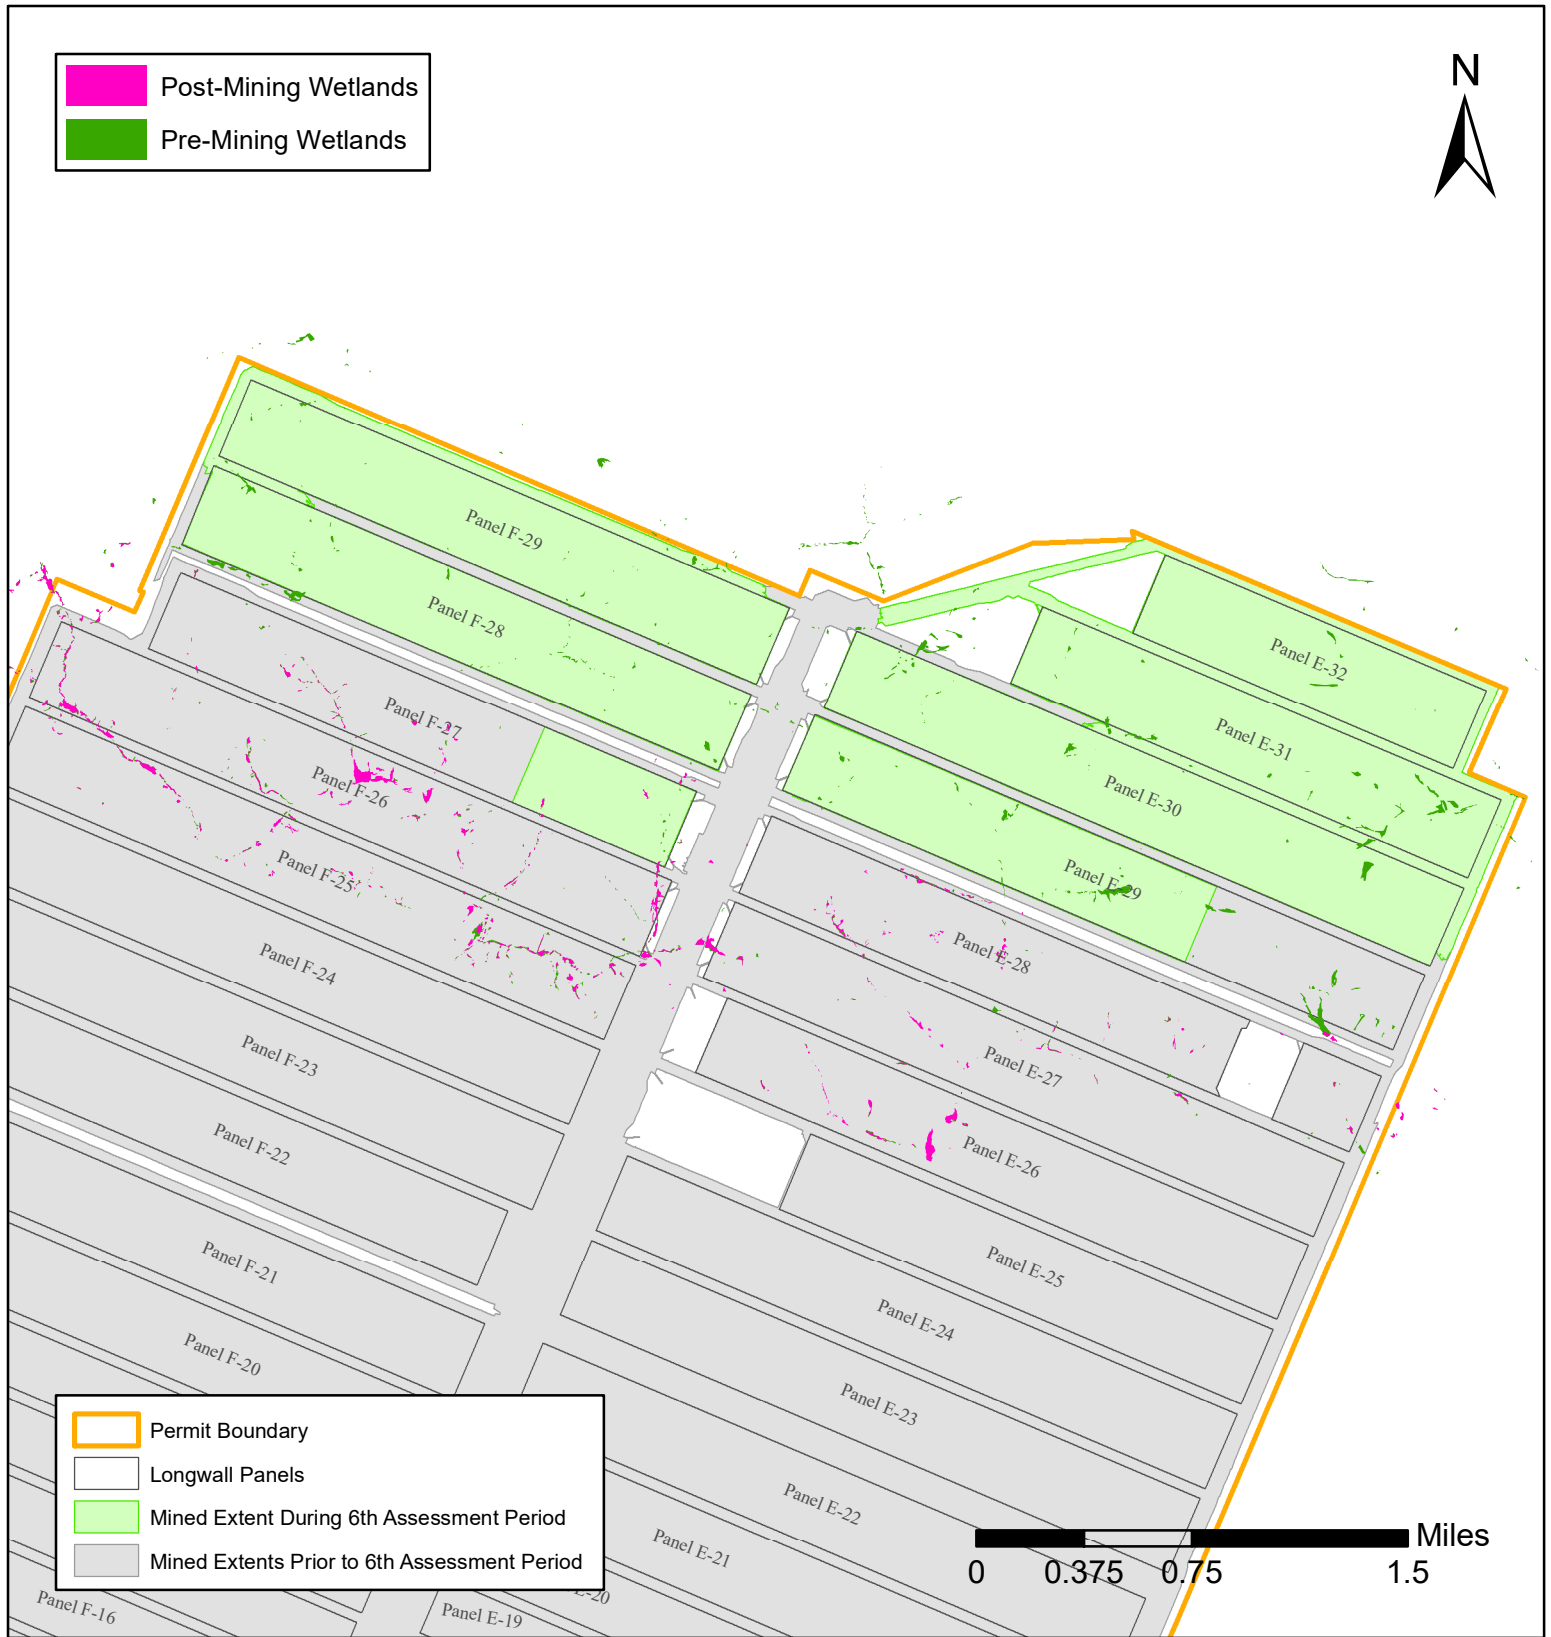 Post-Mining Wetlands
Pre-Mining Wetlands
N
Panel F-29
Panel F-28
Panel E-32
Panel F-27
Panel E-31
Panel F-26
Panel E-30
Panel F-25
Panel E-29
Panel F-24
Panel E-28
Panel F-23
Panel E-27
Panel F-22
Panel E-26
Panel F-21
Panel E-25
Panel F-20
Panel E-24
Panel E-23
Panel E-22
Panel E-21
E-20
Panel F-16
Panel E-19
Permit Boundary
Longwall Panels
Mined Extent During 6th Assessment Period
Mined Extents Prior to 6th Assessment Period
Miles
0 0.375 0.75 1.5